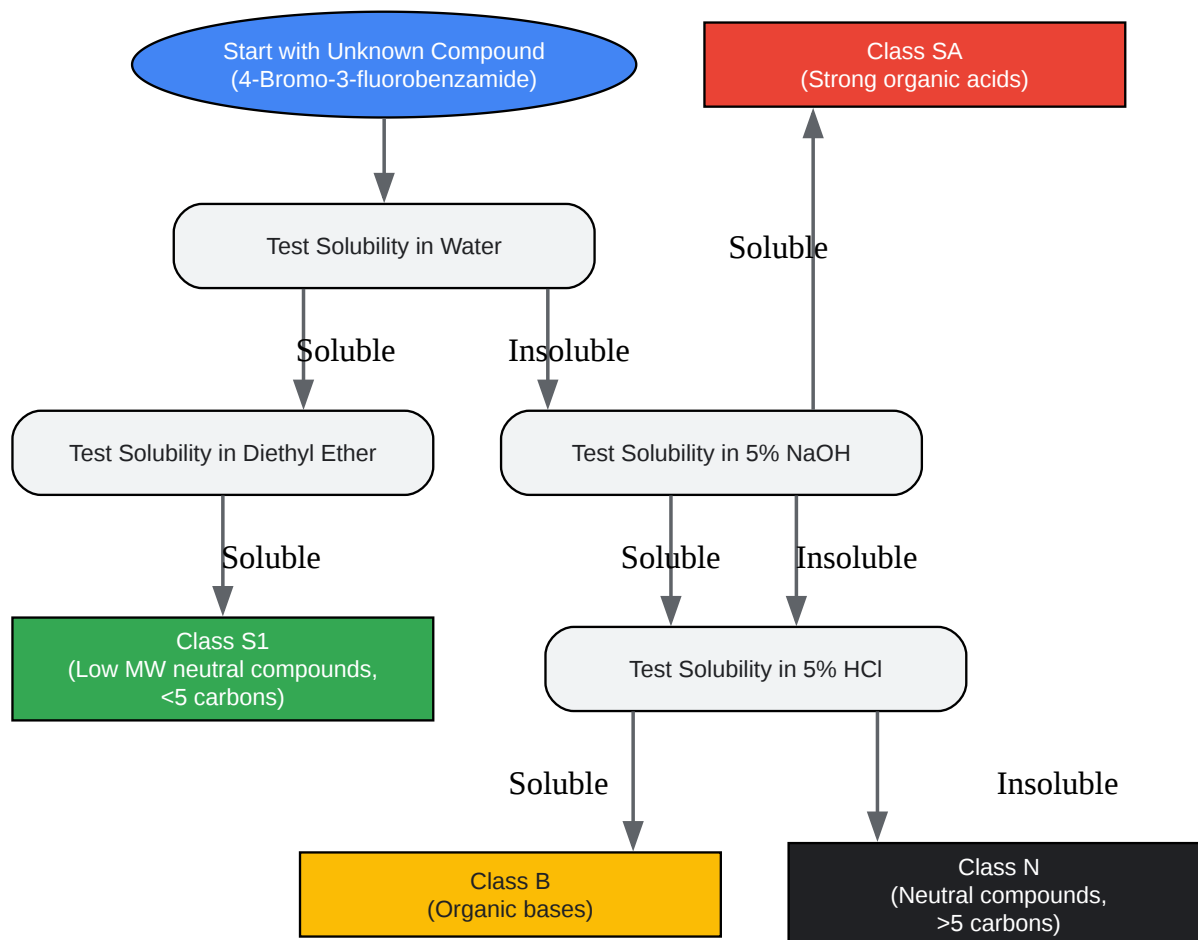 Start with Unknown Compound
(4-Bromo-3-fluorobenzamide)
Class SA
(Strong organic acids)
Test Solubility in Water
Soluble
Soluble
Insoluble
Test Solubility in Diethyl Ether
Test Solubility in 5% NaOH
Soluble
Soluble
Insoluble
Class S1
(Low MW neutral compounds,
<5 carbons)
Test Solubility in 5% HCl
Soluble
Insoluble
Class B
(Organic bases)
Class N
(Neutral compounds,
>5 carbons)